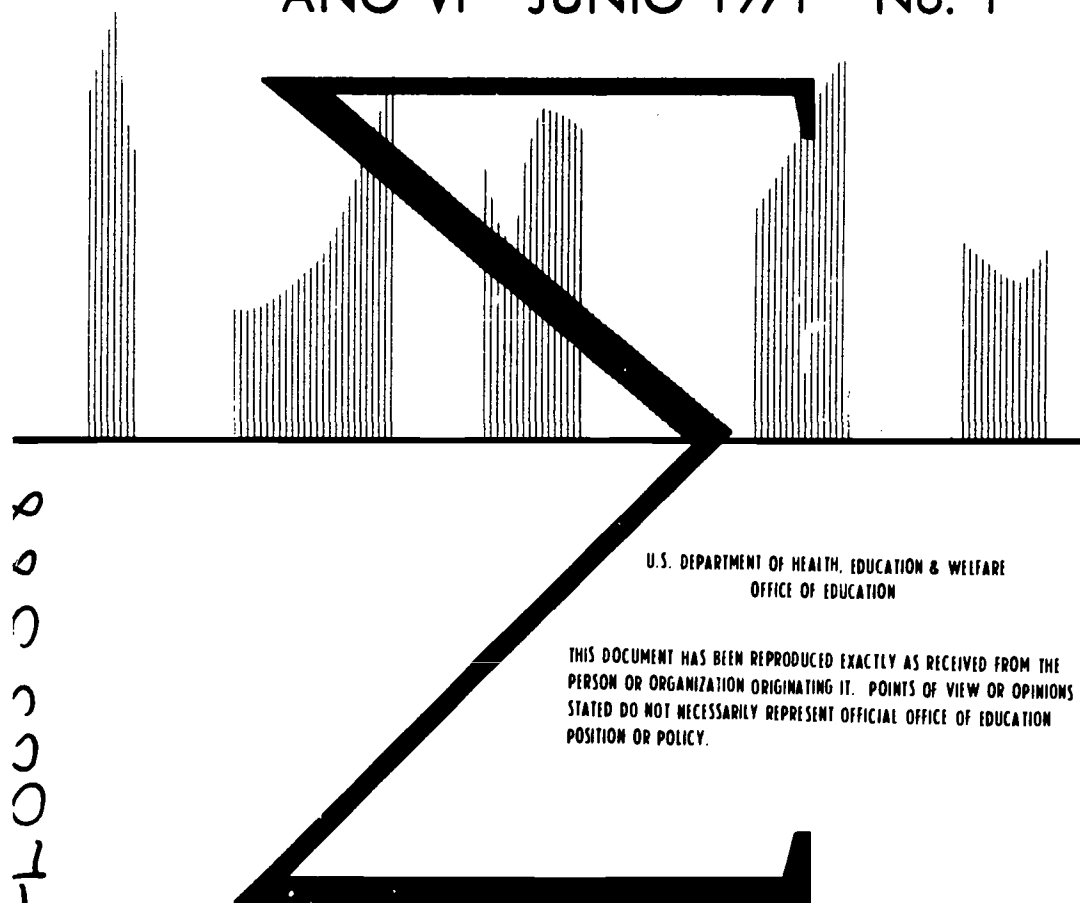 ANO VI JUNIO 1971 No. 1
U.S. DEPARTMENT OF HEALTH, EDUCATION & WELFARE
OFFICE OF EDUCATION
THIS DOCUMENT HAS BEEN REPRODUCED EXACTLY AS RECEIVED FROM THE
PERSON OR ORGANIZATION ORIGINATING IT. POINTS OF VIEW OR OPINIONS
STATED DO NOT NECESSARILY REPRESENT OFFICIAL OFFICE OF EDUCATION
POSITION OR POLICY.